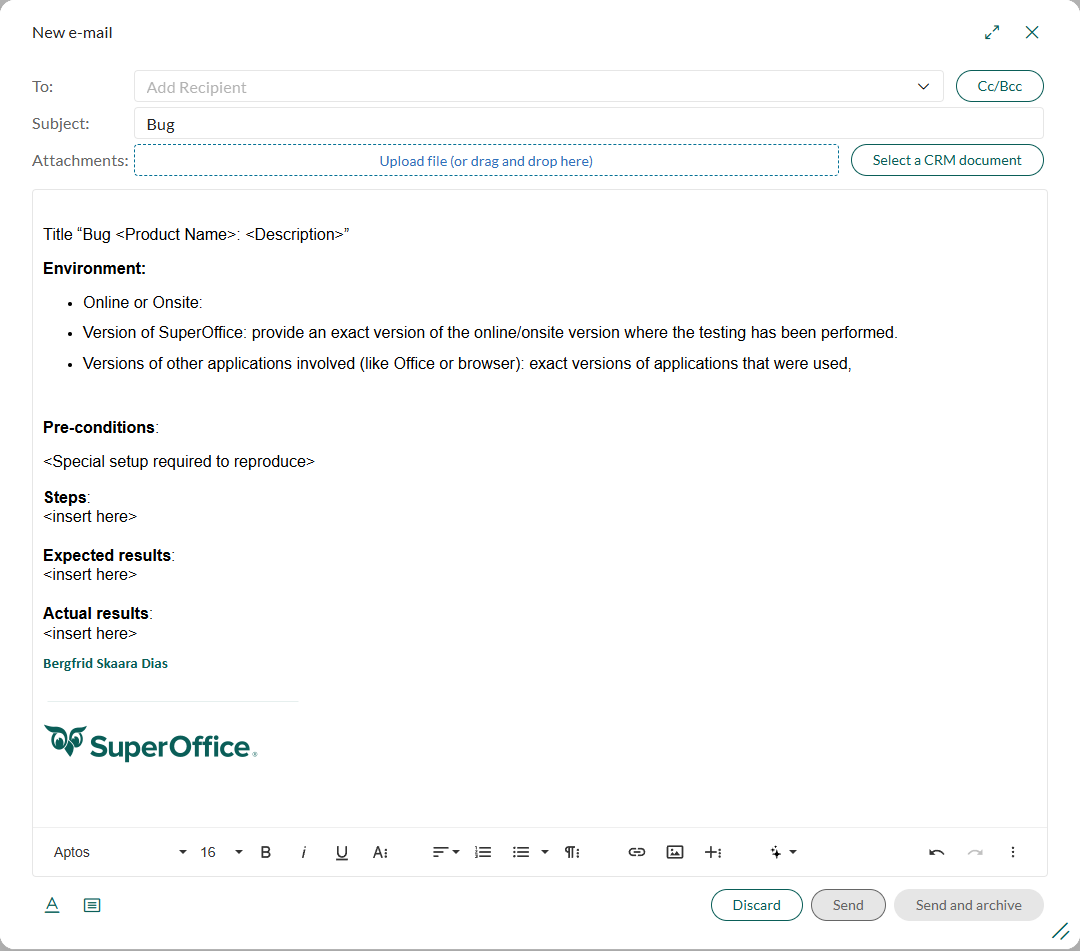 New e-mail
To:
Add Recipient
Cc/Bcc
Subject:
Bug
Attachments:
Upload file (or drag and drop here)
Select a CRM document
Title “Bug <Product Name>: <Description>”
Environment:
• Online or Onsite:
• Version of SuperOffice: provide an exact version of the online/onsite version where the testing has been performed.
• Versions of other applications involved (like Office or browser): exact versions of applications that were used,
Pre-conditions:
<Special setup required to reproduce>
Steps:
<insert here>
Expected results:
<insert here>
Actual results:
<insert here>
Bergfrid Skaara Dias
SuperOffice®
Aptos 16 B i U A
Discard
Send
Send and archive